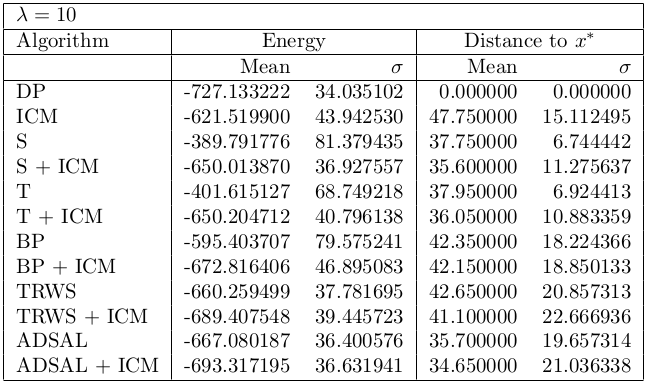 λ = 10
Algorithm Energy Distance to x*
Mean σ Mean σ
DP -727.133222 34.035102 0.000000 0.000000
ICM -621.519900 43.942530 47.750000 15.112495
S -389.791776 81.379435 37.750000 6.744442
S + ICM -650.013870 36.927557 35.600000 11.275637
T -401.615127 68.749218 37.950000 6.924413
T + ICM -650.204712 40.796138 36.050000 10.883359
BP -595.403707 79.575241 42.350000 18.224366
BP + ICM -672.816406 46.895083 42.150000 18.850133
TRWS -660.259499 37.781695 42.650000 20.857313
TRWS + ICM -689.407548 39.445723 41.100000 22.666936
ADSAL -667.080187 36.400576 35.700000 19.657314
ADSAL + ICM -693.317195 36.631941 34.650000 21.036338